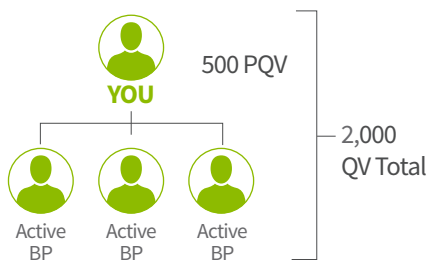 500 PQV
YOU
2,000
QV Total
Active
BP
Active
BP
Active
BP